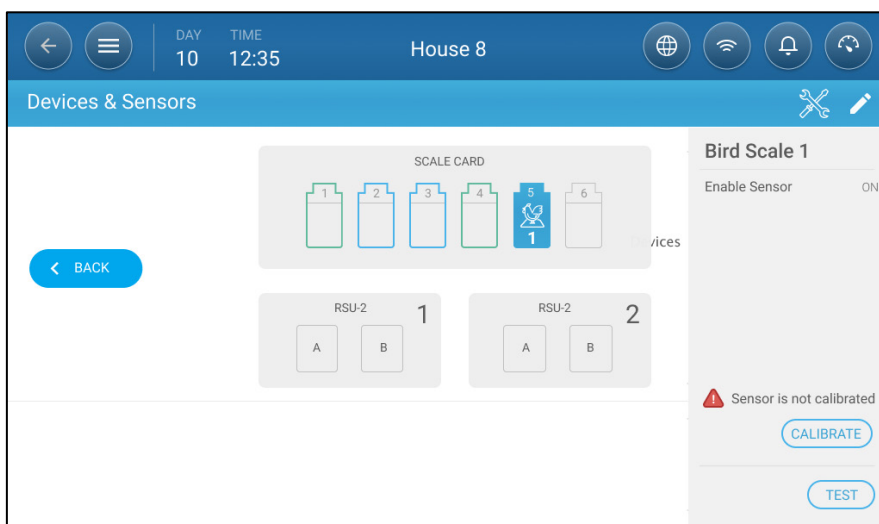 DAY
10
TIME
12:35
House 8
Devices & Sensors
SCALE CARD
1 2 3 4 5 6
1
BACK
RSU-2 1
A B
RSU-2 2
A B
Bird Scale 1
Enable Sensor ON
Sensor is not calibrated
CALIBRATE
TEST